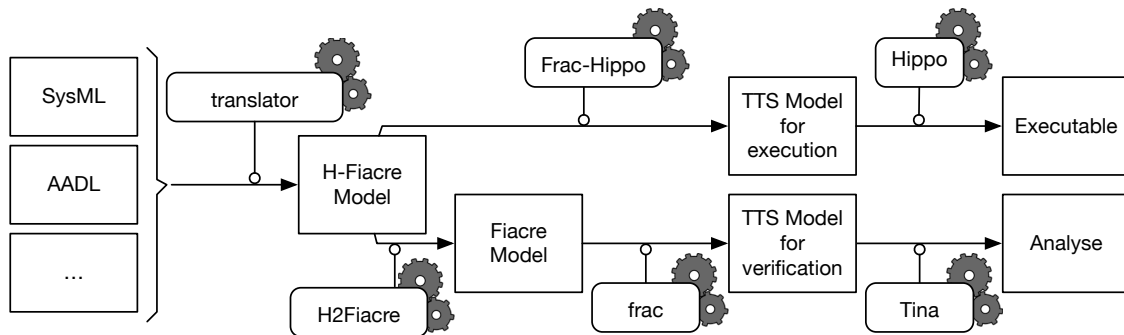 SysML
AADL
...
translator
H-Fiacre
Model
Frac-Hippo
TTS Model
for
execution
Hippo
Executable
H2Fiacre
Fiacre
Model
frac
TTS Model
for
verification
Tina
Analyse